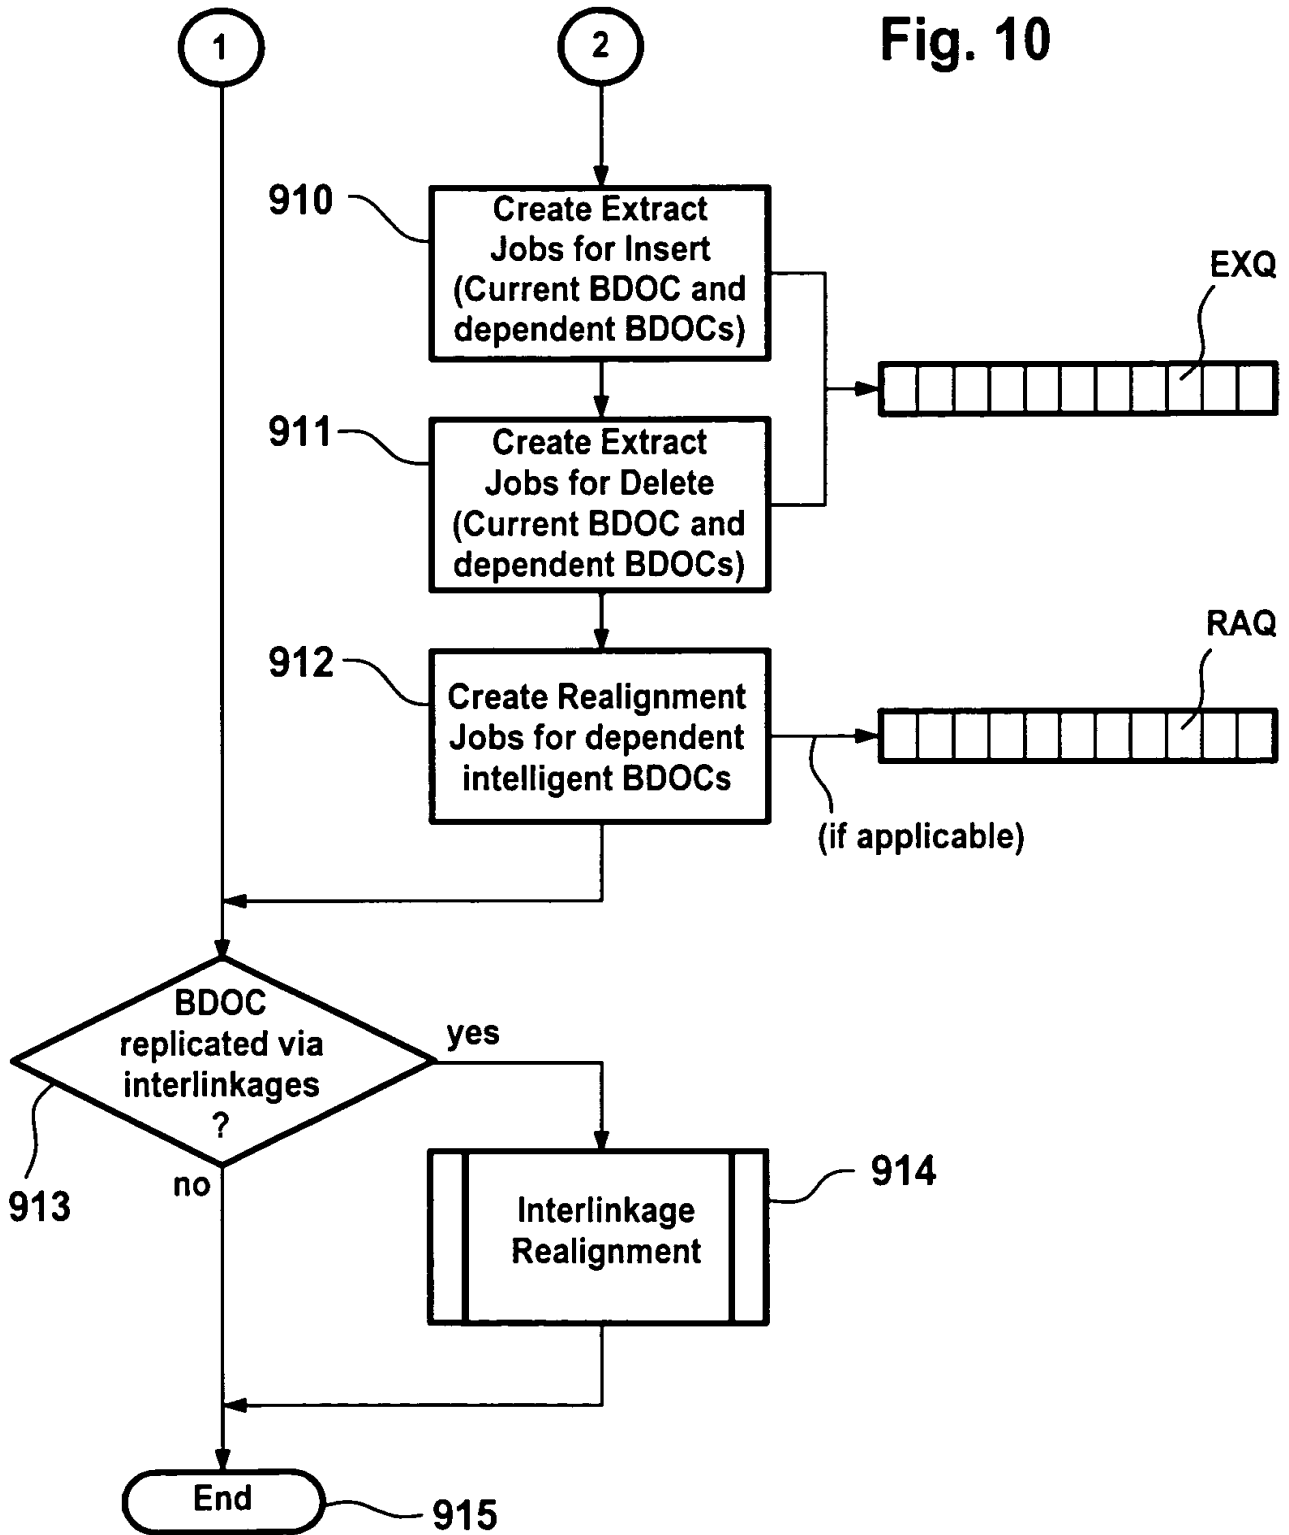 1
2
Fig. 10
910
Create Extract
Jobs for Insert
(Current BDOC and
dependent BDOCs)
EXQ
911
Create Extract
Jobs for Delete
(Current BDOC and
dependent BDOCs)
912
Create Realignment
Jobs for dependent
intelligent BDOCs
RAQ
(if applicable)
BDOC
replicated via
interlinkages
?
yes
no
913
Interlinkage
Realignment
914
End
915